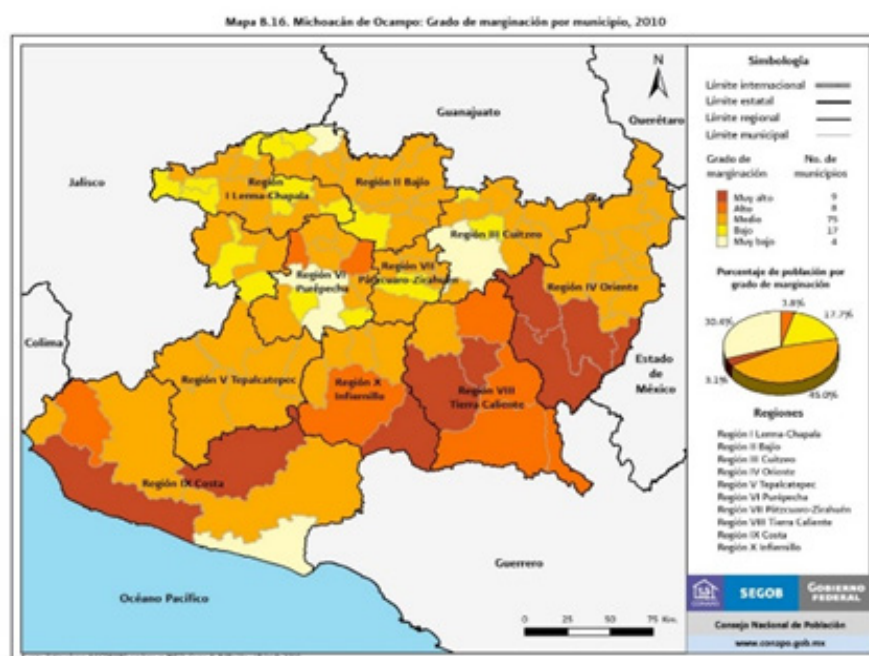 Mapa B.16. Michoacán de Ocampo: Grado de marginación por municipio, 2010
N
Guanajuato
Querétaro
Jalisco
Región
I Lerma-Chapala
Región II Bajío
Región III Cuitzeo
Región VI
Purépecha
Región VII
Pátzcuaro-Zirahuén
Región IV Oriente
Colima
Región V Tepalcatepec
Región X
Infiernillo
Región VIII
Tierra Caliente
Estado de
México
Región IX Costa
Guerrero
Océano Pacífico
0 25 50 75 Km.
Simbología
Límite internacional
Límite estatal
Límite regional
Límite municipal
Grado de marginación
No. de municipios
Muy alto 9
Alto 8
Medio 75
Bajo 17
Muy bajo 4
Porcentaje de población por
grado de marginación
3.8%
17.7%
30.4%
3.1%
45.0%
Regiones
Región I Lerma-Chapala
Región II Bajío
Región III Cuitzeo
Región IV Oriente
Región V Tepalcatepec
Región VI Purépecha
Región VII Pátzcuaro-Zirahuén
Región VIII Tierra Caliente
Región IX Costa
Región X Infiernillo
CONAPO
SEGOB
GOBIERNO
FEDERAL
Consejo Nacional de Población
www.conapo.gob.mx